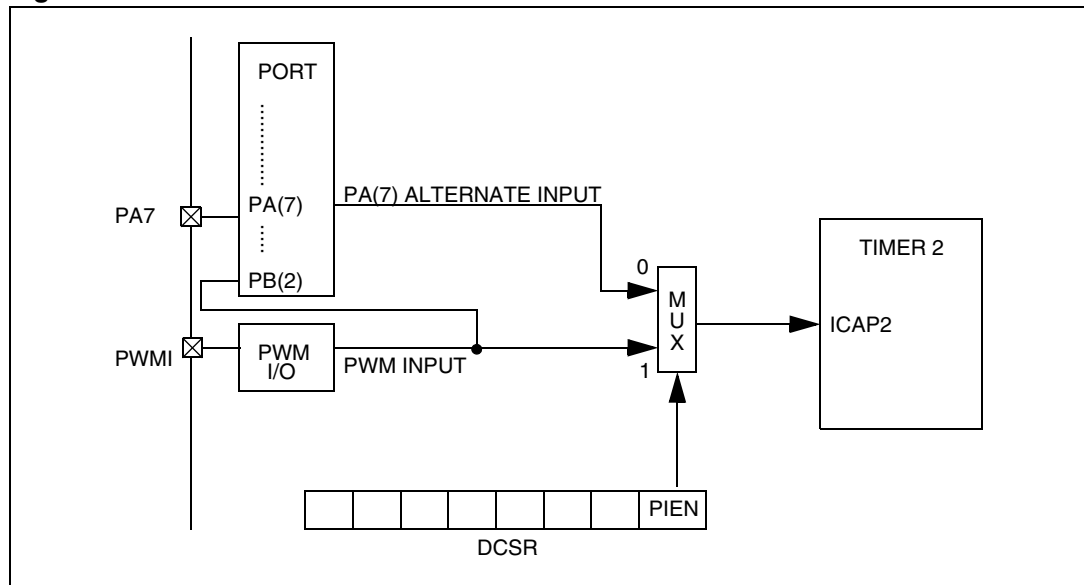 PORT
PA(7)
PA(7) ALTERNATE INPUT
PA7
PB(2)
TIMER 2
0
MUX
ICAP2
PWMI
PWM
I/O
PWM INPUT
1
PIEN
DCSR